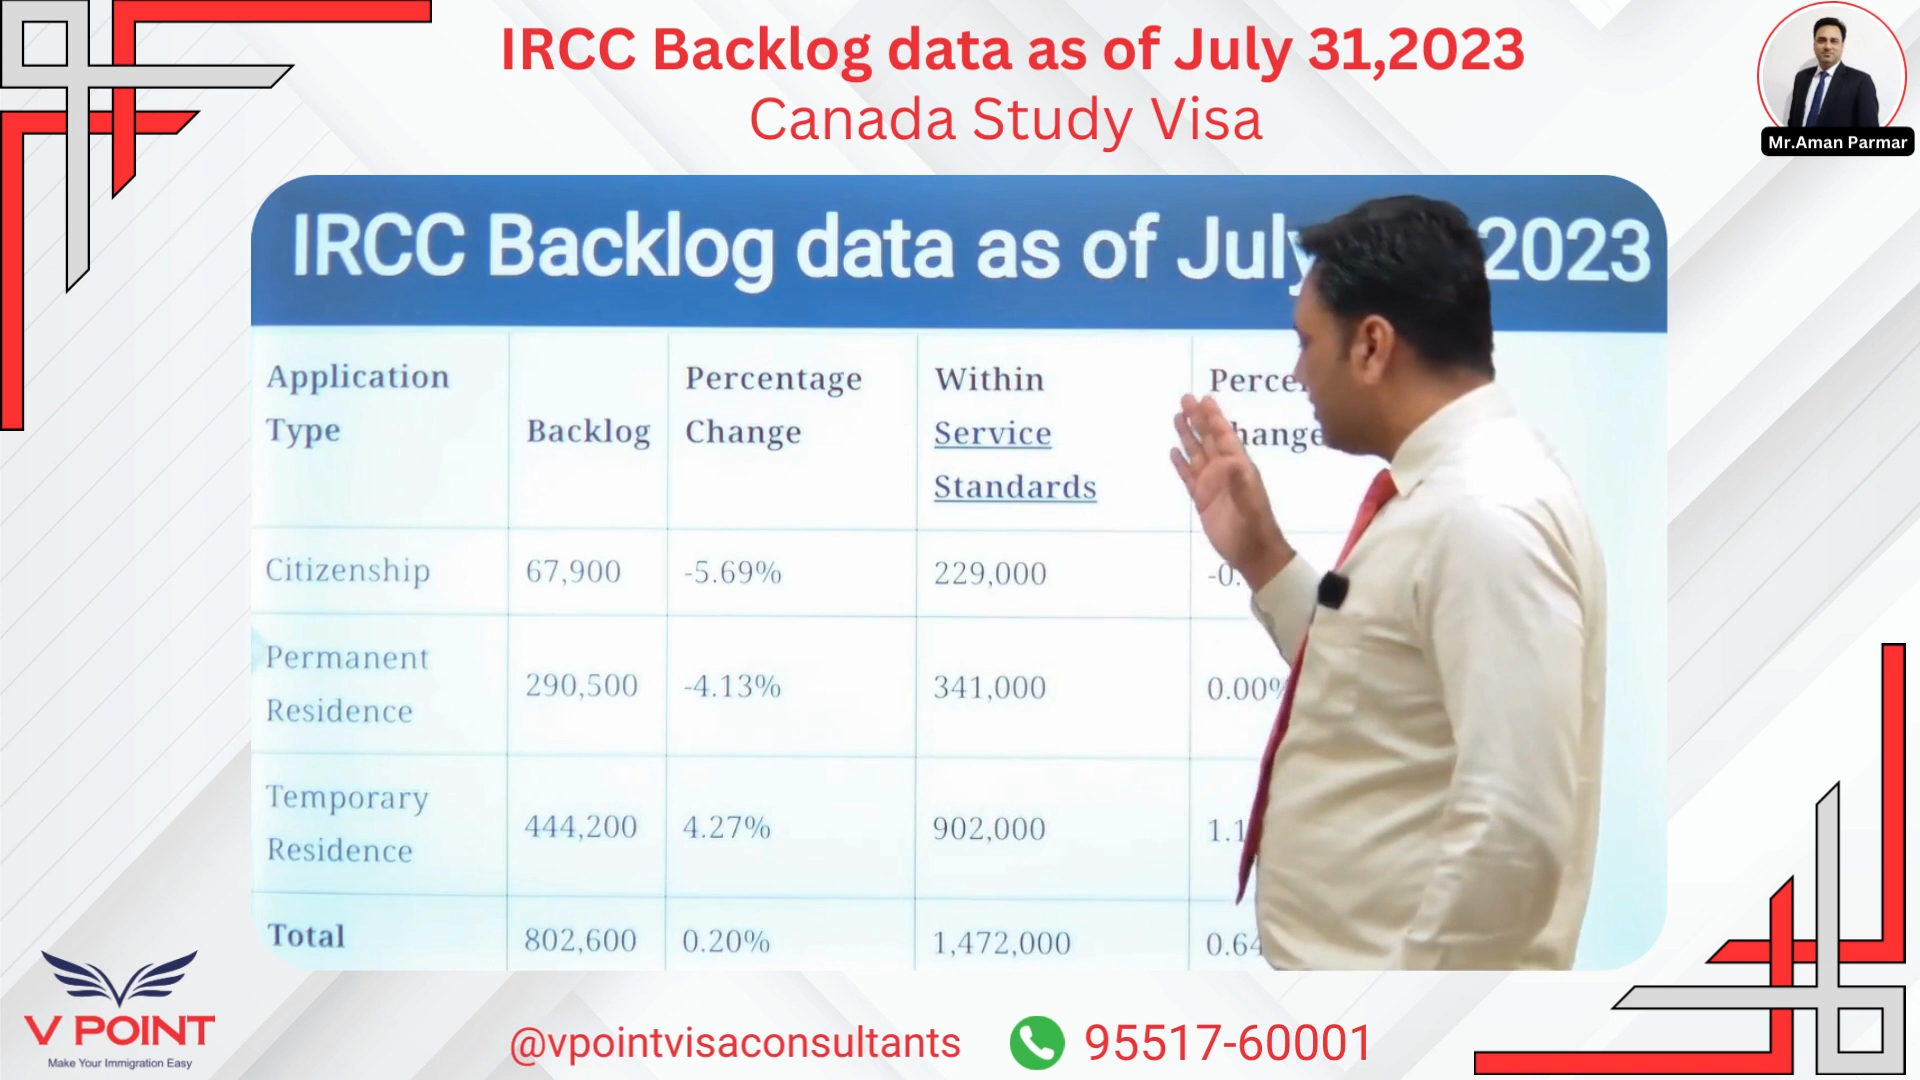 IRCC Backlog data as of July 31,2023
Canada Study Visa
Mr.Aman Parmar
IRCC Backlog data as of July 2023
Application Type Backlog Percentage Change Within Service Standards
Citizenship 67,900 -5.69% 229,000
Permanent Residence 290,500 -4.13% 341,000 0.00%
Temporary Residence 444,200 4.27% 902,000
Total 802,600 0.20% 1,472,000
V POINT
Make Your Immigration Easy
@vpointvisaconsultants
95517-60001